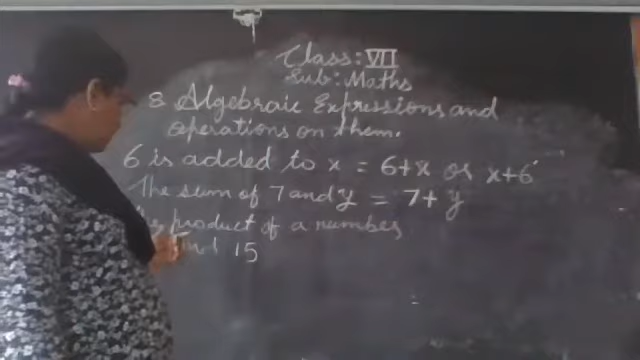 Class: VII
Sub: Maths
8 Algebraic Expressions and
operations on them.
6 is added to x = 6+x or x+6
The sum of 7 and y = 7+ y
product of a number
and 15